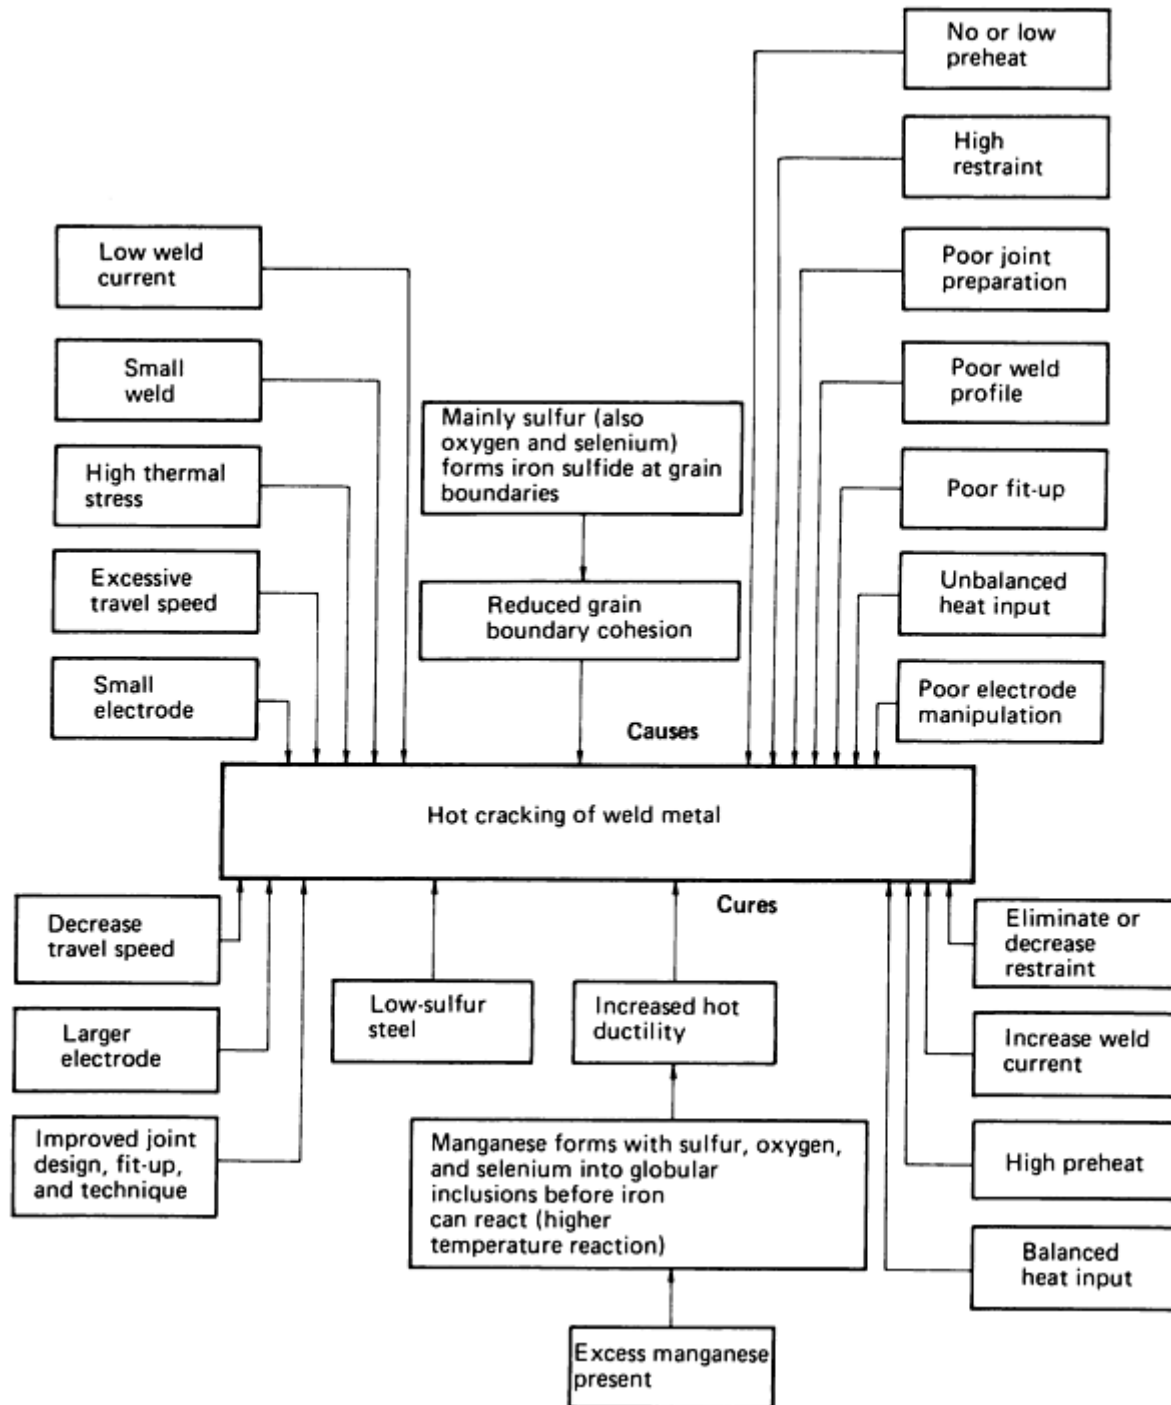 No or low
preheat
High
restraint
Low weld
current
Poor joint
preparation
Small
weld
Poor weld
profile
Mainly sulfur (also
oxygen and selenium)
forms iron sulfide at grain
boundaries
High thermal
stress
Poor fit-up
Excessive
travel speed
Reduced grain
boundary cohesion
Unbalanced
heat input
Small
electrode
Poor electrode
manipulation
Causes
Hot cracking of weld metal
Cures
Decrease
travel speed
Eliminate or
decrease
restraint
Low-sulfur
steel
Increased hot
ductility
Larger
electrode
Increase weld
current
Improved joint
design, fit-up,
and technique
Manganese forms with sulfur, oxygen,
and selenium into globular
inclusions before iron
can react (higher
temperature reaction)
High preheat
Balanced
heat input
Excess manganese
present